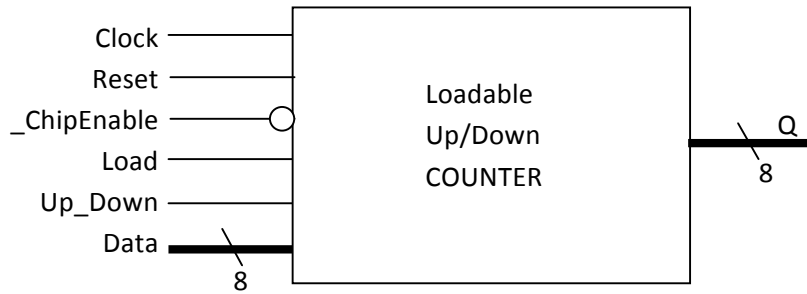 Clock
Reset
_ChipEnable
Load
Up_Down
Data
8
Loadable
Up/Down
COUNTER
Q
8